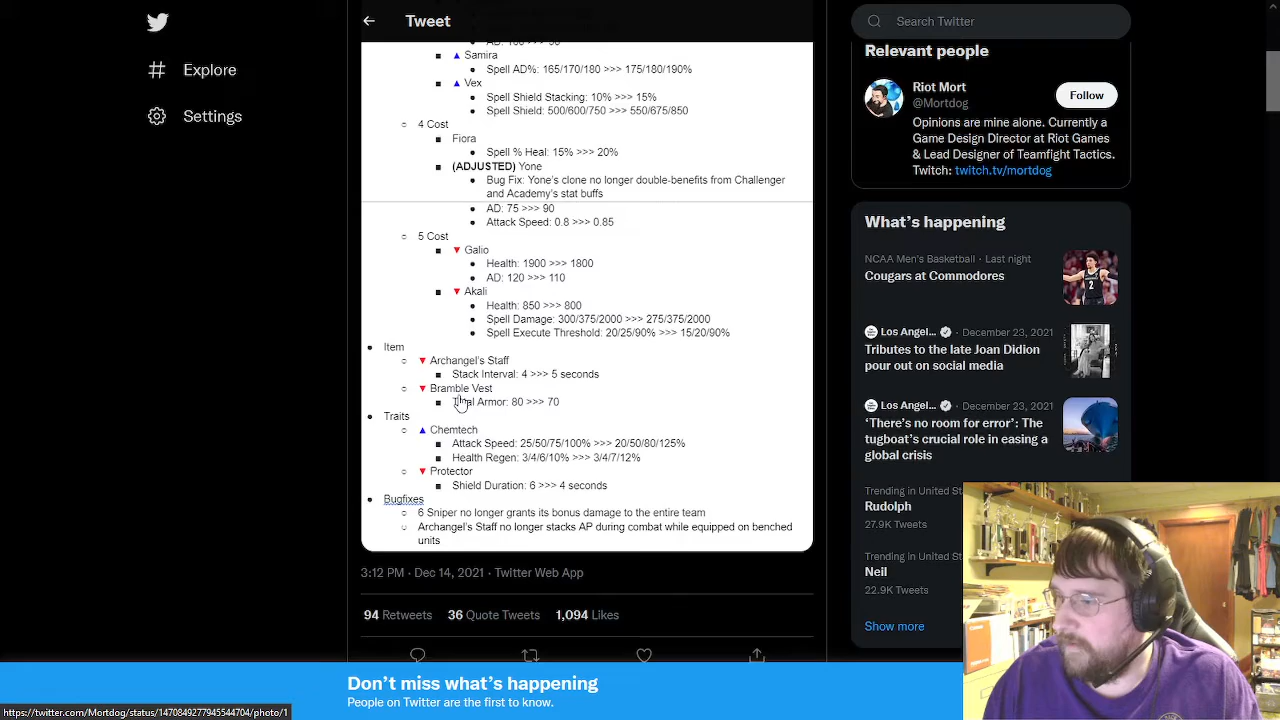 Tweet
Search Twitter
Explore
Settings
Samira
Spell AD%: 165/170/180 >>> 175/180/190%
Vex
Spell Shield Stacking: 10% >>> 15%
Spell Shield: 500/600/750 >>> 550/675/850
4 Cost
Fiora
Spell % Heal: 15% >>> 20%
(ADJUSTED) Yone
Bug Fix: Yone's clone no longer double-benefits from Challenger
and Academy's stat buffs
AD: 75 >>> 90
Attack Speed: 0.8 >>> 0.85
5 Cost
Galio
Health: 1900 >>> 1800
AD: 120 >>> 110
Akali
Health: 850 >>> 800
Spell Damage: 300/375/2000 >>> 275/375/2000
Spell Execute Threshold: 20/25/90% >>> 15/20/90%
Item
Archangel's Staff
Stack Interval: 4 >>> 5 seconds
Bramble Vest
Armor: 80 >>> 70
Traits
Chemtech
Attack Speed: 25/50/75/100% >>> 20/50/80/125%
Health Regen: 3/4/6/10% >>> 3/4/7/12%
Protector
Shield Duration: 6 >>> 4 seconds
Bugfixes
6 Sniper no longer grants its bonus damage to the entire team
Archangel's Staff no longer stacks AP during combat while equipped on benched
units
3:12 PM · Dec 14, 2021 · Twitter Web App
94 Retweets 36 Quote Tweets 1,094 Likes
Relevant people
Riot Mort
@Mortdog
Follow
Opinions are mine alone. Currently a
Game Design Director at Riot Games
& Lead Designer of Teamfight Tactics.
Twitch: twitch.tv/mortdog
What's happening
NCAA Men's Basketball · Last night
Cougars at Commodores
Los Angel... · December 23, 2021
Tributes to the late Joan Didion
pour out on social media
Los Angel... · December 23, 2021
'There's no room for error': The
tugboat's crucial role in easing a
global crisis
Trending in United S
Rudolph
27.9K Tweets
Trending in United S
Neil
22.9K Tweets
Show more
Don't miss what's happening
People on Twitter are the first to know.
https://twitter.com/Mortdog/status/1470849277945544704/photo/1